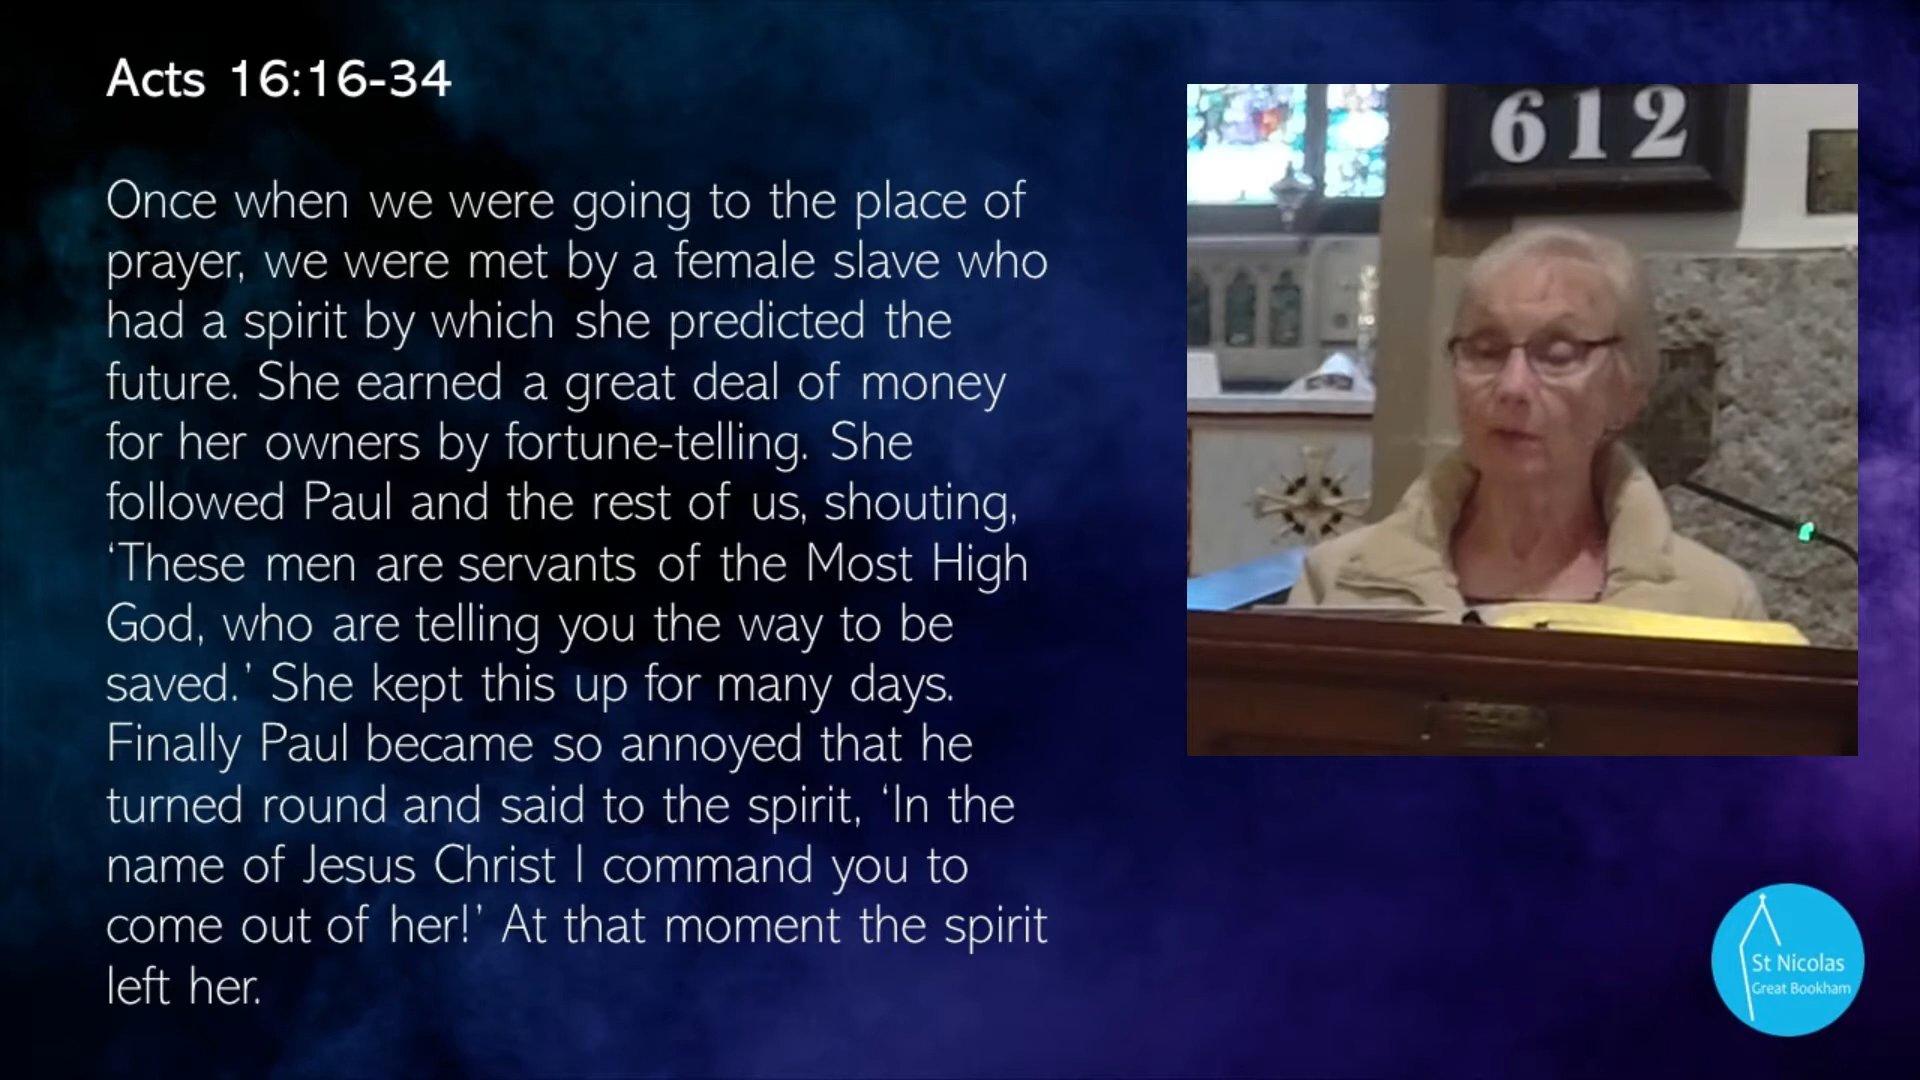 Acts 16:16-34
Once when we were going to the place of
prayer, we were met by a female slave who
had a spirit by which she predicted the
future. She earned a great deal of money
for her owners by fortune-telling. She
followed Paul and the rest of us, shouting,
‘These men are servants of the Most High
God, who are telling you the way to be
saved.’ She kept this up for many days.
Finally Paul became so annoyed that he
turned round and said to the spirit, ‘In the
name of Jesus Christ I command you to
come out of her!’ At that moment the spirit
left her.
612
St Nicolas
Great Bookham